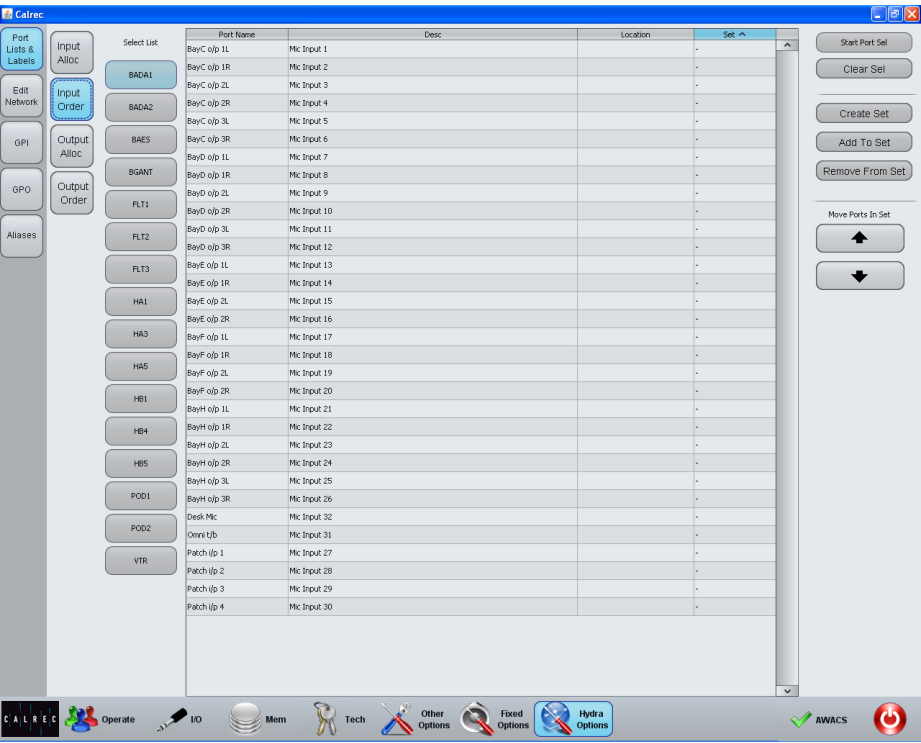 Calrec
Port Lists & Labels
Edit Network
GPI
GPO
Aliases
Input Alloc
Input Order
Output Alloc
Output Order
Select List
BADA1
BADA2
BAES
BGANT
FLT1
FLT2
FLT3
HA1
HA3
HA5
HB1
HB4
HB5
POD1
POD2
VTR
Port Name Desc Location Set
BayC o/p 1L Mic Input 1 -
BayC o/p 1R Mic Input 2 -
BayC o/p 2L Mic Input 3 -
BayC o/p 2R Mic Input 4 -
BayC o/p 3L Mic Input 5 -
BayC o/p 3R Mic Input 6 -
BayD o/p 1L Mic Input 7 -
BayD o/p 1R Mic Input 8 -
BayD o/p 2L Mic Input 9 -
BayD o/p 2R Mic Input 10 -
BayD o/p 3L Mic Input 11 -
BayD o/p 3R Mic Input 12 -
BayE o/p 1L Mic Input 13 -
BayE o/p 1R Mic Input 14 -
BayE o/p 2L Mic Input 15 -
BayE o/p 2R Mic Input 16 -
BayF o/p 1L Mic Input 17 -
BayF o/p 1R Mic Input 18 -
BayF o/p 2L Mic Input 19 -
BayF o/p 2R Mic Input 20 -
BayH o/p 1L Mic Input 21 -
BayH o/p 1R Mic Input 22 -
BayH o/p 2L Mic Input 23 -
BayH o/p 2R Mic Input 24 -
BayH o/p 3L Mic Input 25 -
BayH o/p 3R Mic Input 26 -
Desk Mic Mic Input 32 -
Omni t/b Mic Input 31 -
Patch i/p 1 Mic Input 27 -
Patch i/p 2 Mic Input 28 -
Patch i/p 3 Mic Input 29 -
Patch i/p 4 Mic Input 30 -
Start Port Sel
Clear Sel
Create Set
Add To Set
Remove From Set
Move Ports In Set
CALREC
Operate
I/O
Mem
Tech
Other Options
Fixed Options
Hydra Options
AWACS